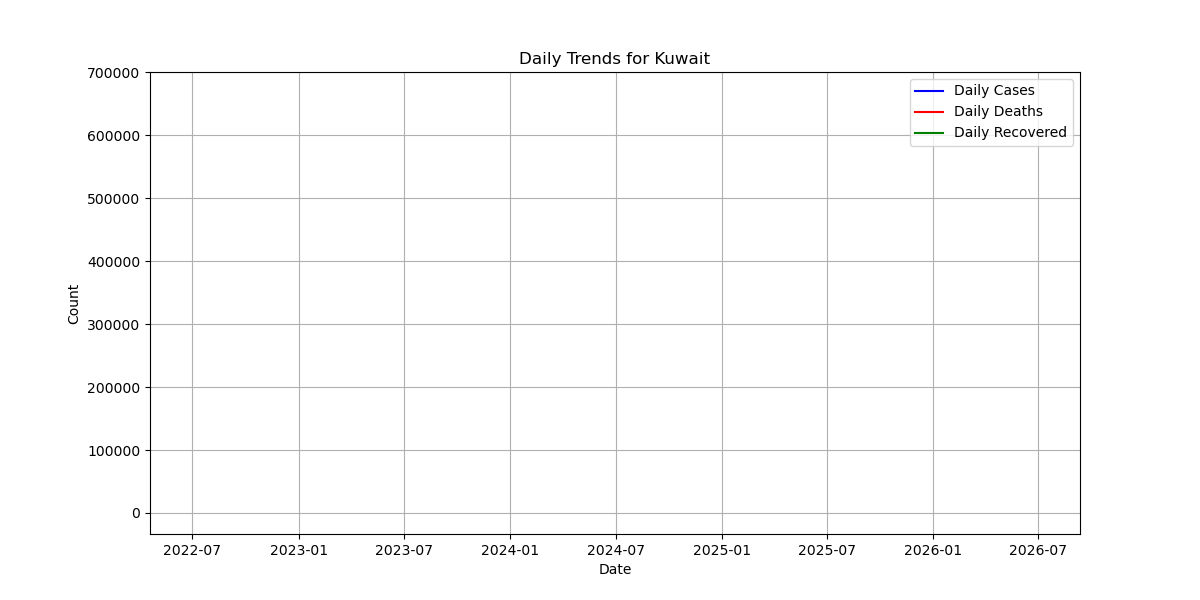 Daily Trends for Kuwait
700000
600000
500000
400000
300000
200000
100000
0
Count
Daily Cases
Daily Deaths
Daily Recovered
2022-07 2023-01 2023-07 2024-01 2024-07 2025-01 2025-07 2026-01 2026-07
Date